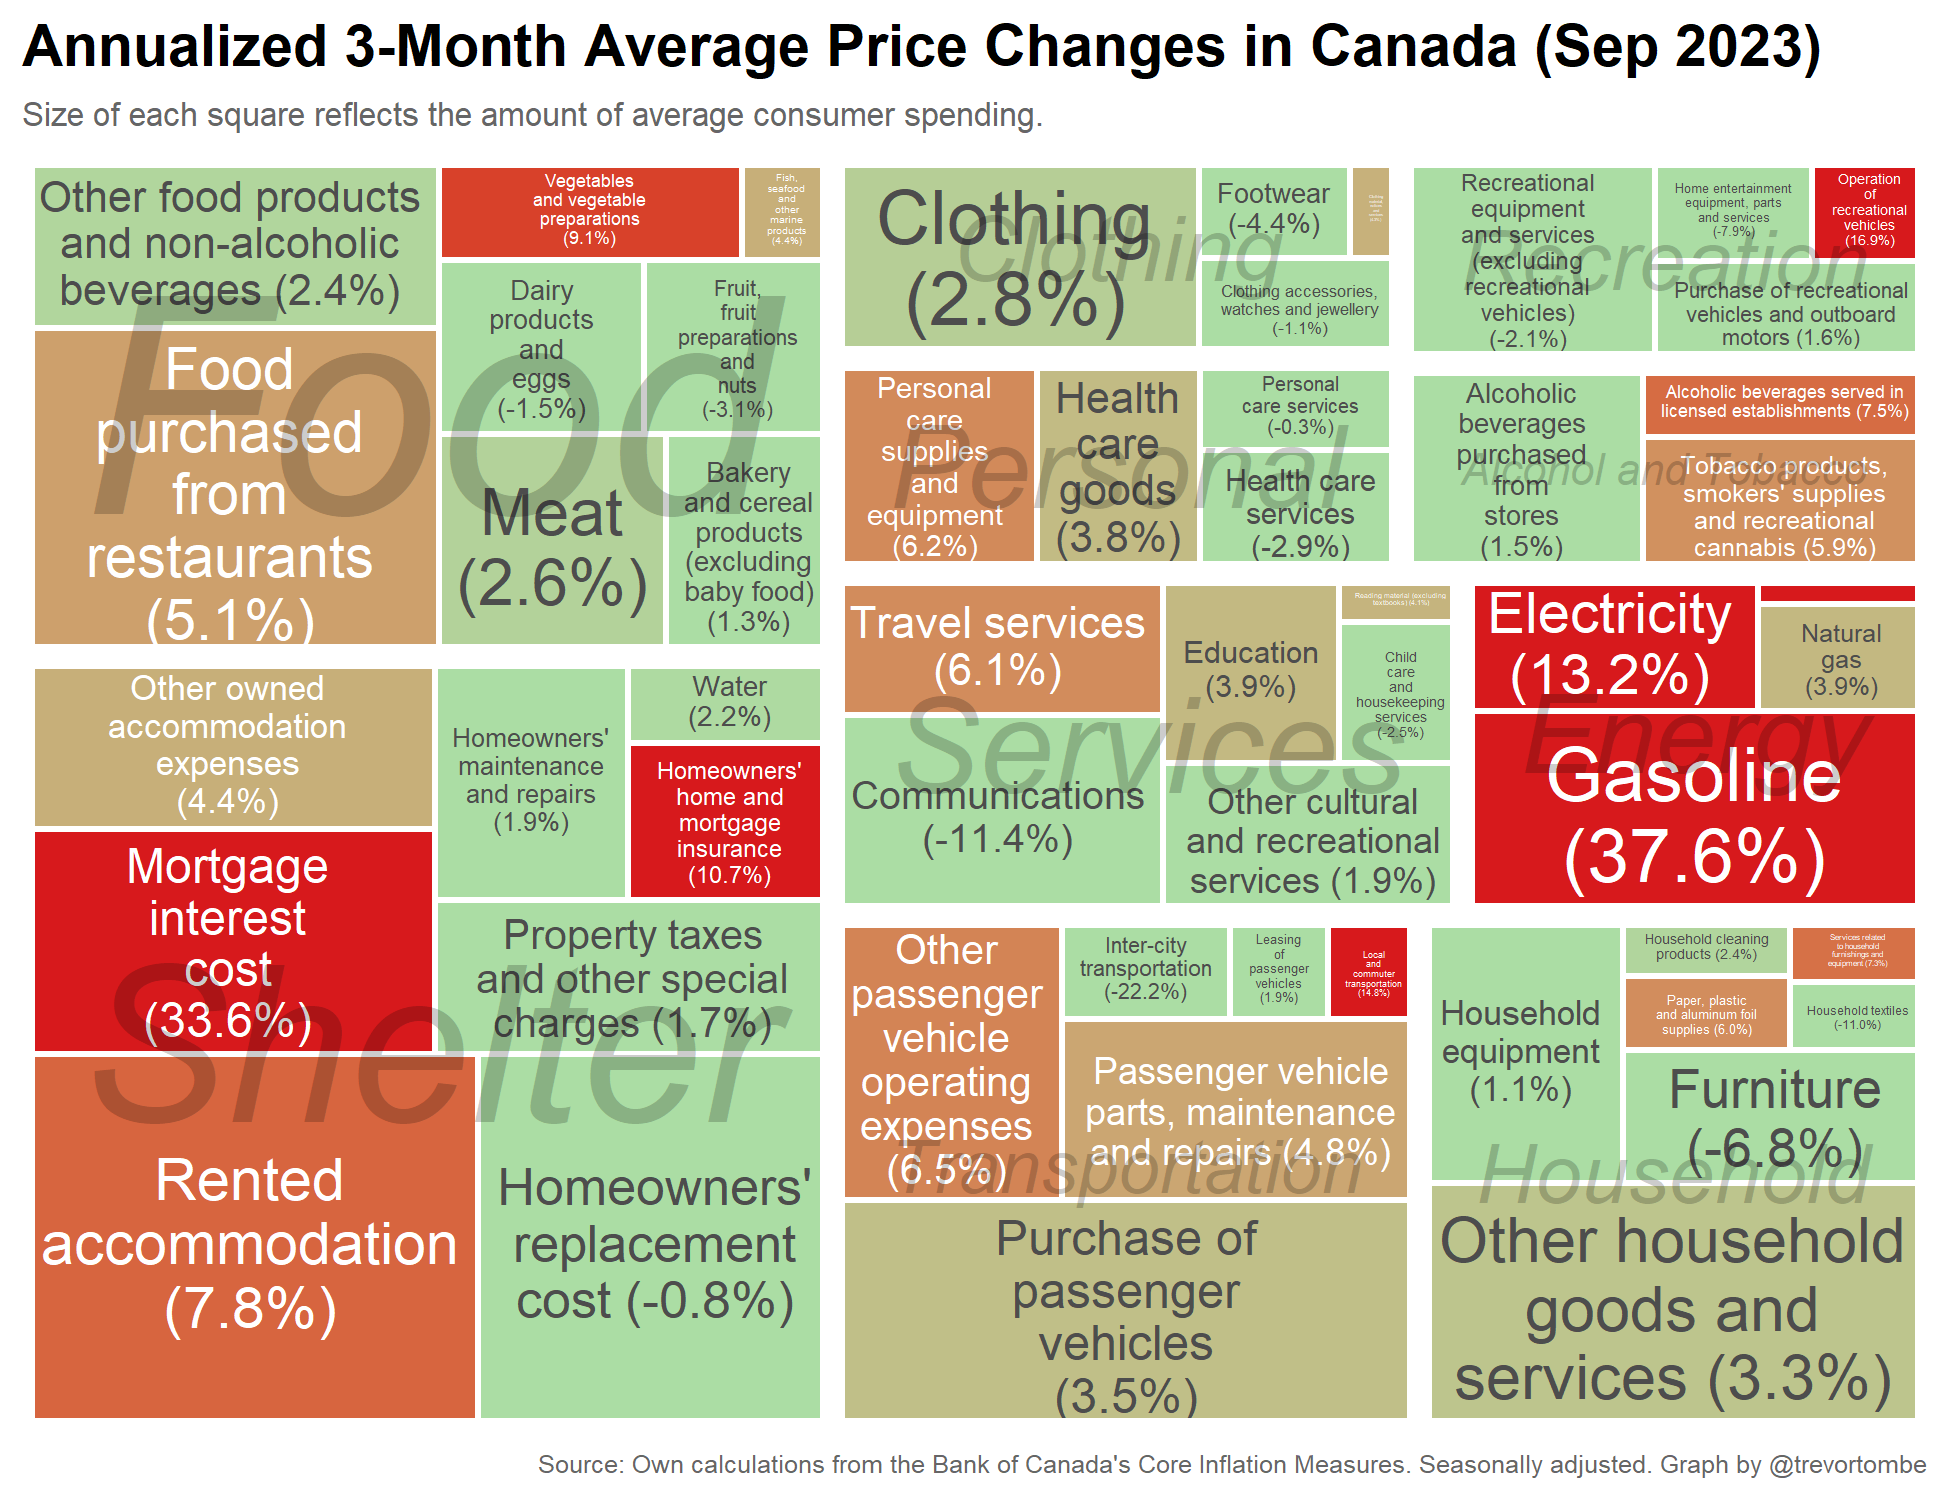 Annualized 3-Month Average Price Changes in Canada (Sep 2023)
Size of each square reflects the amount of average consumer spending.
Other food products
and non-alcoholic
beverages (2.4%)
Vegetables
and vegetable
preparations
(9.1%)
Fish,
seafood
and
other
marine
products
(4.4%)
Dairy
products
and
eggs
(-1.5%)
Fruit,
fruit
preparations
and
nuts
(-3.1%)
Food
purchased
from
restaurants
(5.1%)
Meat
(2.6%)
Bakery
and cereal
products
(excluding
baby food)
(1.3%)
Food
Clothing
(2.8%)
Footwear
(-4.4%)
Clothing accessories,
watches and jewellery
(-1.1%)
Clothing
Recreational
equipment
and services
(excluding
recreational
vehicles)
(-2.1%)
Home entertainment
equipment, parts
and services
(-7.9%)
Operation
of
recreational
vehicles
(16.9%)
Purchase of recreational
vehicles and outboard
motors (1.6%)
Recreation
Personal
care
supplies
and
equipment
(6.2%)
Health
care
goods
(3.8%)
Personal
care services
(-0.3%)
Health care
services
(-2.9%)
Personal
Alcoholic
beverages
purchased
from
stores
(1.5%)
Alcoholic beverages served in
licensed establishments (7.5%)
Tobacco products,
smokers' supplies
and recreational
cannabis (5.9%)
Alcohol and Tobacco
Travel services
(6.1%)
Education
(3.9%)
Reading material (excluding
textbooks) (4.1%)
Child
care
and
housekeeping
services
(-2.5%)
Communications
(-11.4%)
Other cultural
and recreational
services (1.9%)
Services
Electricity
(13.2%)
Natural
gas
(3.9%)
Gasoline
(37.6%)
Energy
Other owned
accommodation
expenses
(4.4%)
Homeowners'
maintenance
and repairs
(1.9%)
Water
(2.2%)
Homeowners'
home and
mortgage
insurance
(10.7%)
Mortgage
interest
cost
(33.6%)
Property taxes
and other special
charges (1.7%)
Rented
accommodation
(7.8%)
Homeowners'
replacement
cost (-0.8%)
Shelter
Other
passenger
vehicle
operating
expenses
(6.5%)
Inter-city
transportation
(-22.2%)
Leasing
of
passenger
vehicles
(1.9%)
Local
and
commuter
transportation
(14.8%)
Passenger vehicle
parts, maintenance
and repairs (4.8%)
Purchase of
passenger
vehicles
(3.5%)
Transportation
Household
equipment
(1.1%)
Household cleaning
products (2.4%)
Services related
to household
furnishings and
equipment (7.3%)
Paper, plastic
and aluminum foil
supplies (6.0%)
Household textiles
(-11.0%)
Furniture
(-6.8%)
Other household
goods and
services (3.3%)
Household
Source: Own calculations from the Bank of Canada's Core Inflation Measures. Seasonally adjusted. Graph by @trevortombe